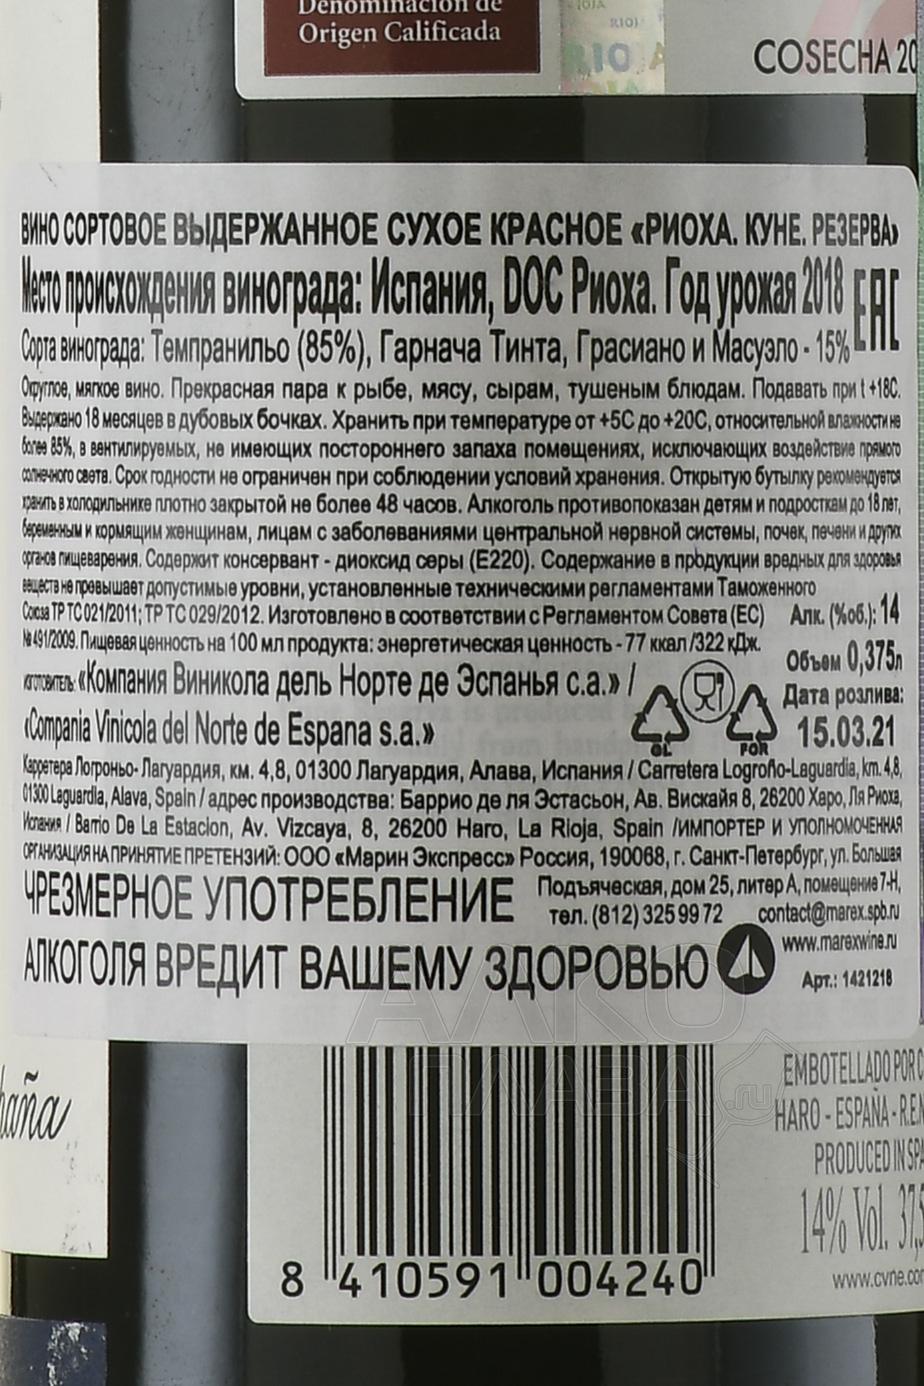 Denominación de
Origen Calificada
RIOJA
COSECHA 20
ВИНО СОРТОВОЕ ВЫДЕРЖАННОЕ СУХОЕ КРАСНОЕ «РИОХА. КУНЕ. РЕЗЕРВА»
Место происхождения винограда: Испания, DOC Риоха. Год урожая 2018
EAC
Сорта винограда: Темпранильо (85%), Гарнача Тинта, Грасиано и Масуэло - 15%
Округлое, мягкое вино. Прекрасная пара к рыбе, мясу, сырам, тушеным блюдам. Подавать при t +18C.
Выдержано 18 месяцев в дубовых бочках. Хранить при температуре от +5С до +20С, относительной влажности не
более 85%, в вентилируемых, не имеющих постороннего запаха помещениях, исключающих воздействие прямого
солнечного света. Срок годности не ограничен при соблюдении условий хранения. Открытую бутылку рекомендуется
хранить в холодильнике плотно закрытой не более 48 часов. Алкоголь противопоказан детям и подросткам до 18 лет,
беременным и кормящим женщинам, лицам с заболеваниями центральной нервной системы, почек, печени и других
органов пищеварения. Содержит консервант - диоксид серы (Е220). Содержание в продукции вредных для здоровья
веществ не превышает допустимые уровни, установленные техническими регламентами Таможенного
Союза ТР ТС 021/2011; ТР ТС 029/2012. Изготовлено в соответствии с Регламентом Совета (ЕС)
№ 491/2009. Пищевая ценность на 100 мл продукта: энергетическая ценность - 77 ккал /322 кДж.
Алк. (%об.): 14
Объем 0,375л
Дата розлива:
15.03.21
изготовитель: «Компания Виникола дель Норте де Эспанья с.а.» /
«Compania Vinicola del Norte de Espana s.a.»
GL
FOR
Карретера Логроньо- Лагуардия, км. 4,8, 01300 Лагуардия, Алава, Испания / Carretera Logroño-Laguardia, km. 4,8,
01300 Laguardia, Alava, Spain / адрес производства: Баррио де ля Эстасьон, Ав. Вискайя 8, 26200 Харо, Ля Риоха,
Испания / Barrio De La Estacion, Av. Vizcaya, 8, 26200 Haro, La Rioja, Spain /ИМПОРТЕР И УПОЛНОМОЧЕННАЯ
ОРГАНИЗАЦИЯ НА ПРИНЯТИЕ ПРЕТЕНЗИЙ: ООО «Марин Экспресс» Россия, 190068, г. Санкт-Петербург, ул. Большая
Подъяческая, дом 25, литер А, помещение 7-Н,
тел. (812) 325 99 72 contact@marex.spb.ru
www.marexwine.ru
Арт.: 1421218
ЧРЕЗМЕРНОЕ УПОТРЕБЛЕНИЕ
АЛКОГОЛЯ ВРЕДИТ ВАШЕМУ ЗДОРОВЬЮ
АЛКО
ПЛАВА.ru
paña
EMBOTELLADO POR C
HARO - ESPAÑA - R.E.N
PRODUCED IN SPA
14% Vol. 37,5
www.cvne.con
8 410591 004240